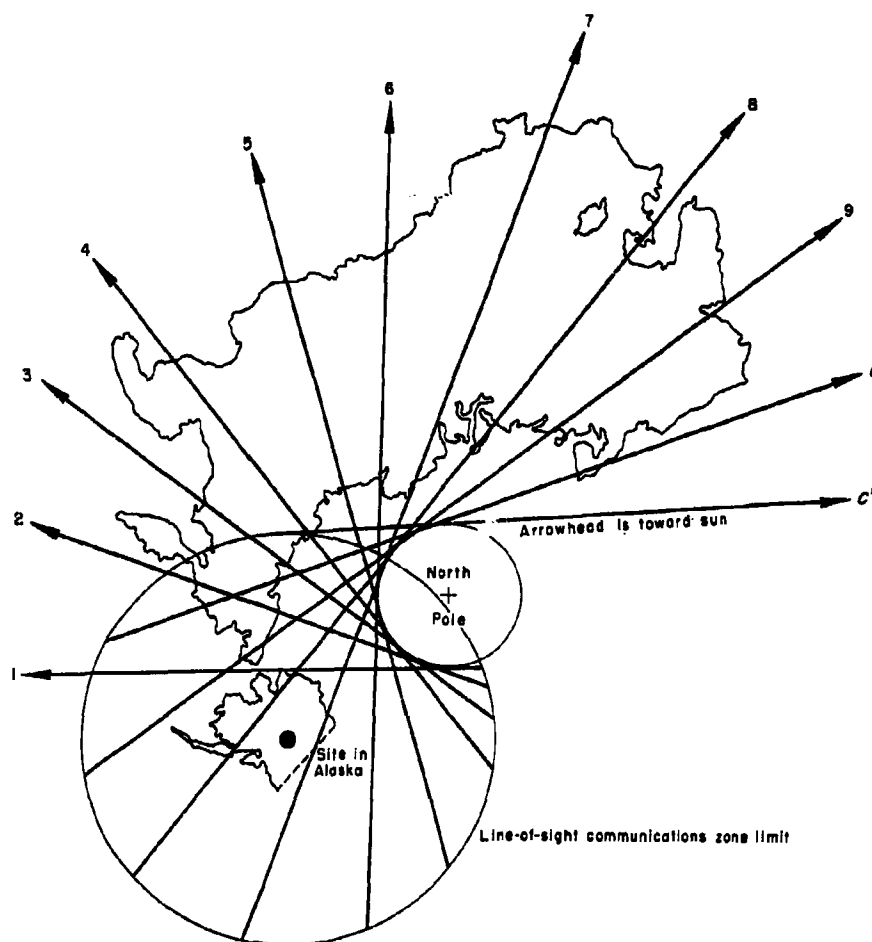 7
6
8
5
9
4
3
2
C'
Arrowhead is toward sun
North
Pole
1
Site in
Alaska
Line-of-sight communications zone limit